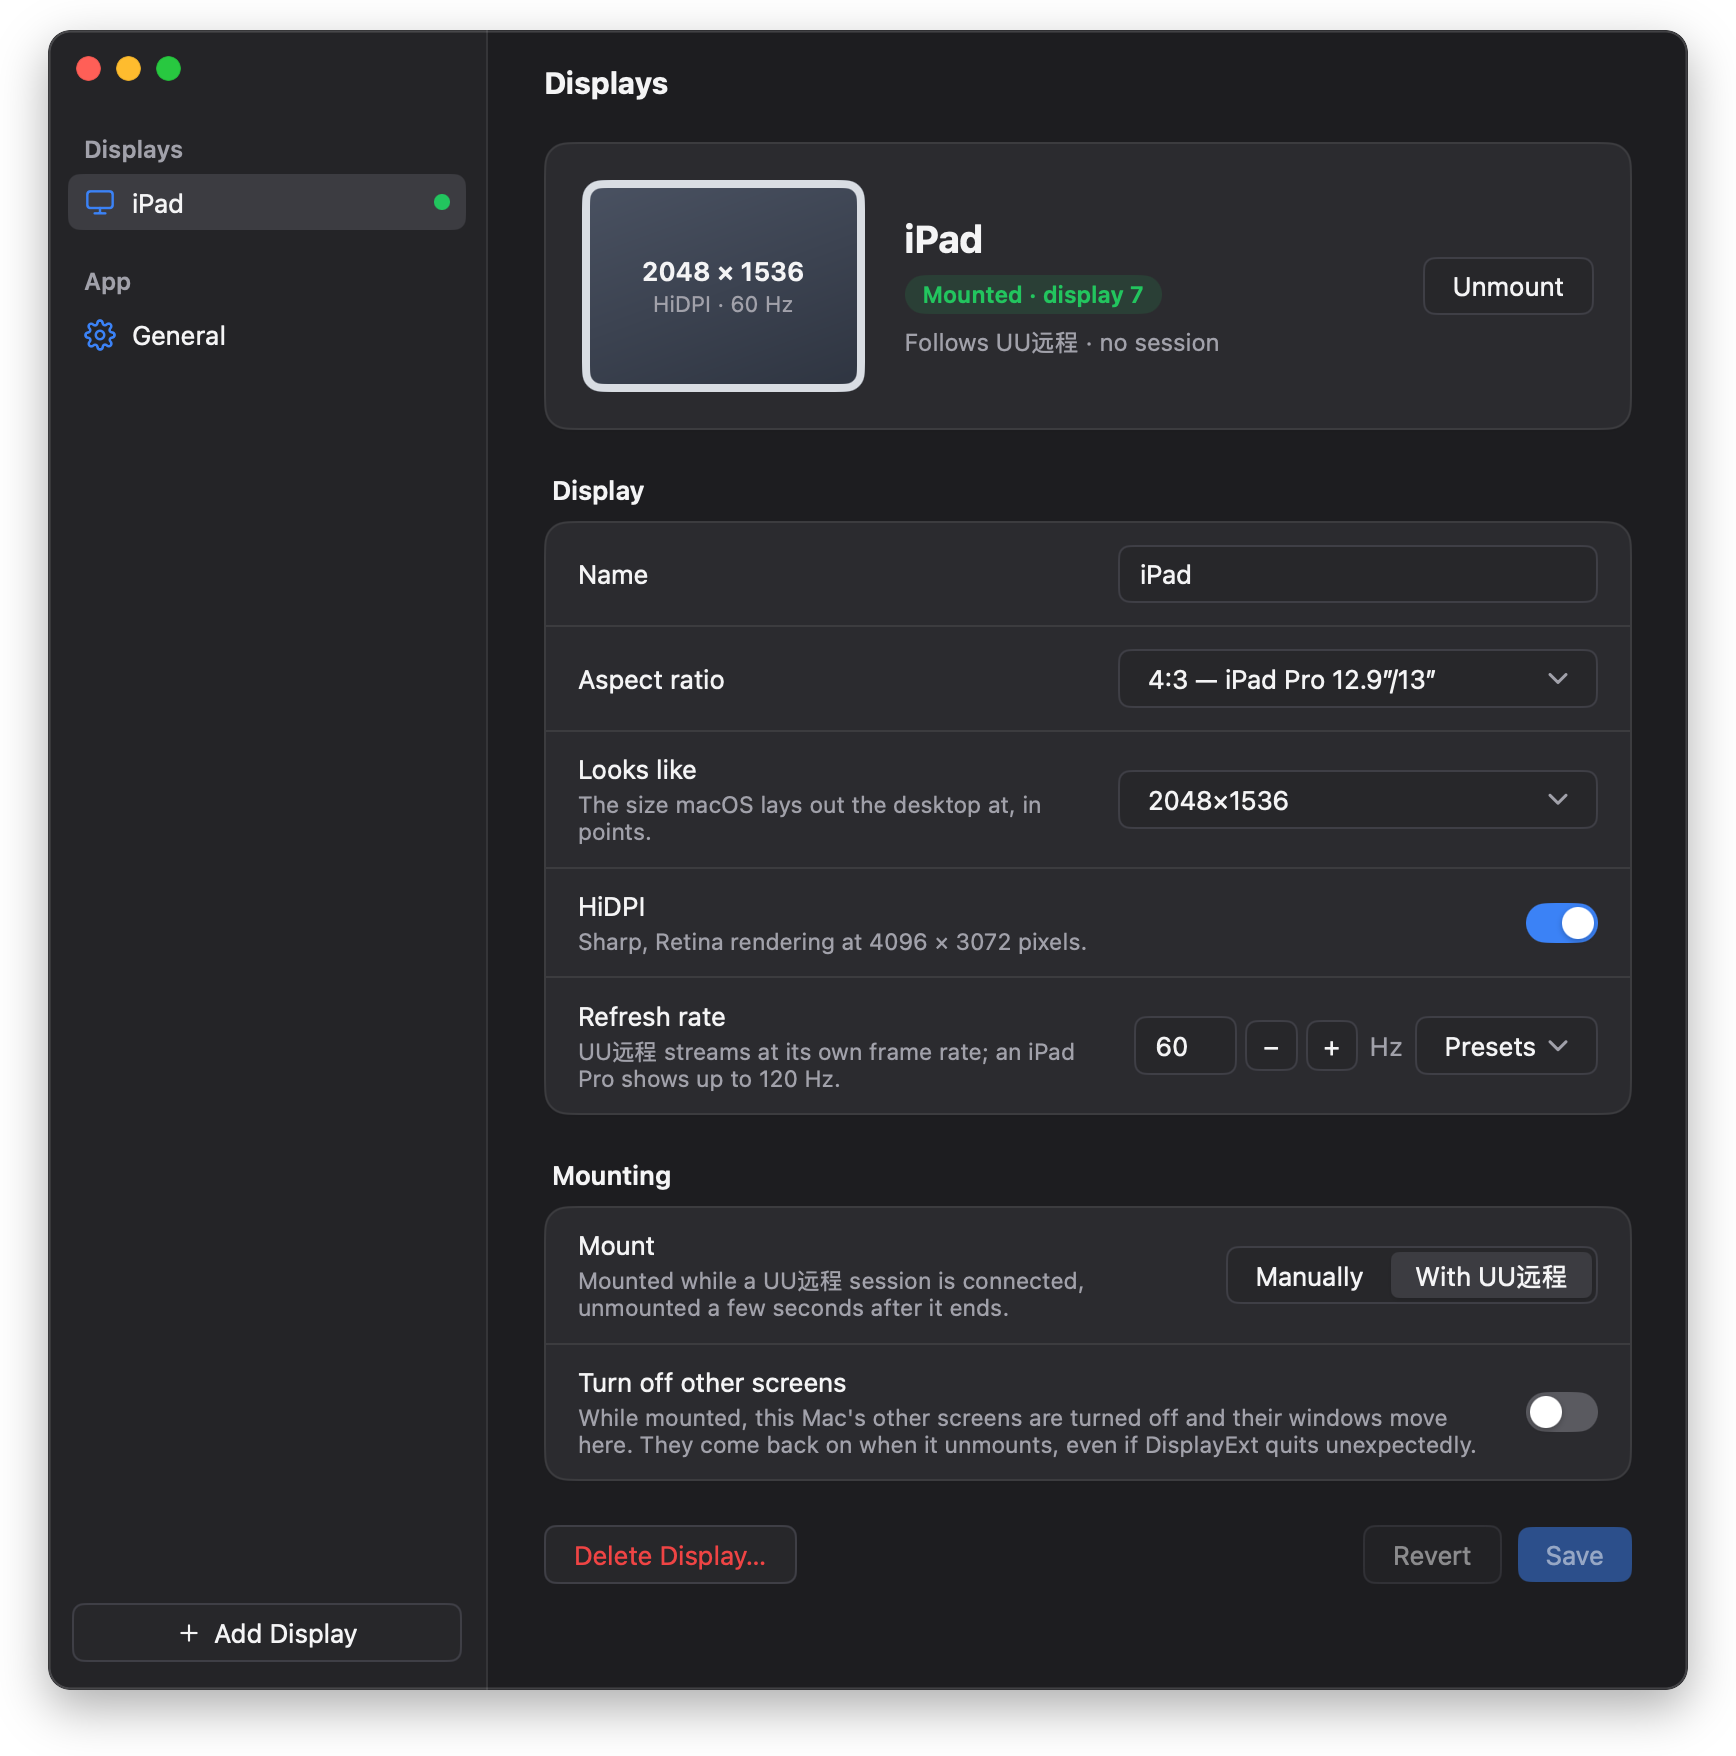 Displays
Displays
iPad
App
General
Add Display
2048 × 1536
HiDPI · 60 Hz
iPad
Mounted · display 7
Follows UU远程 · no session
Unmount
Display
Name
iPad
Aspect ratio
4:3 — iPad Pro 12.9″/13″
Looks like
The size macOS lays out the desktop at, in
points.
2048×1536
HiDPI
Sharp, Retina rendering at 4096 × 3072 pixels.
Refresh rate
UU远程 streams at its own frame rate; an iPad
Pro shows up to 120 Hz.
60 − + Hz Presets
Mounting
Mount
Mounted while a UU远程 session is connected,
unmounted a few seconds after it ends.
Manually With UU远程
Turn off other screens
While mounted, this Mac's other screens are turned off and their windows move
here. They come back on when it unmounts, even if DisplayExt quits unexpectedly.
Delete Display...
Revert Save